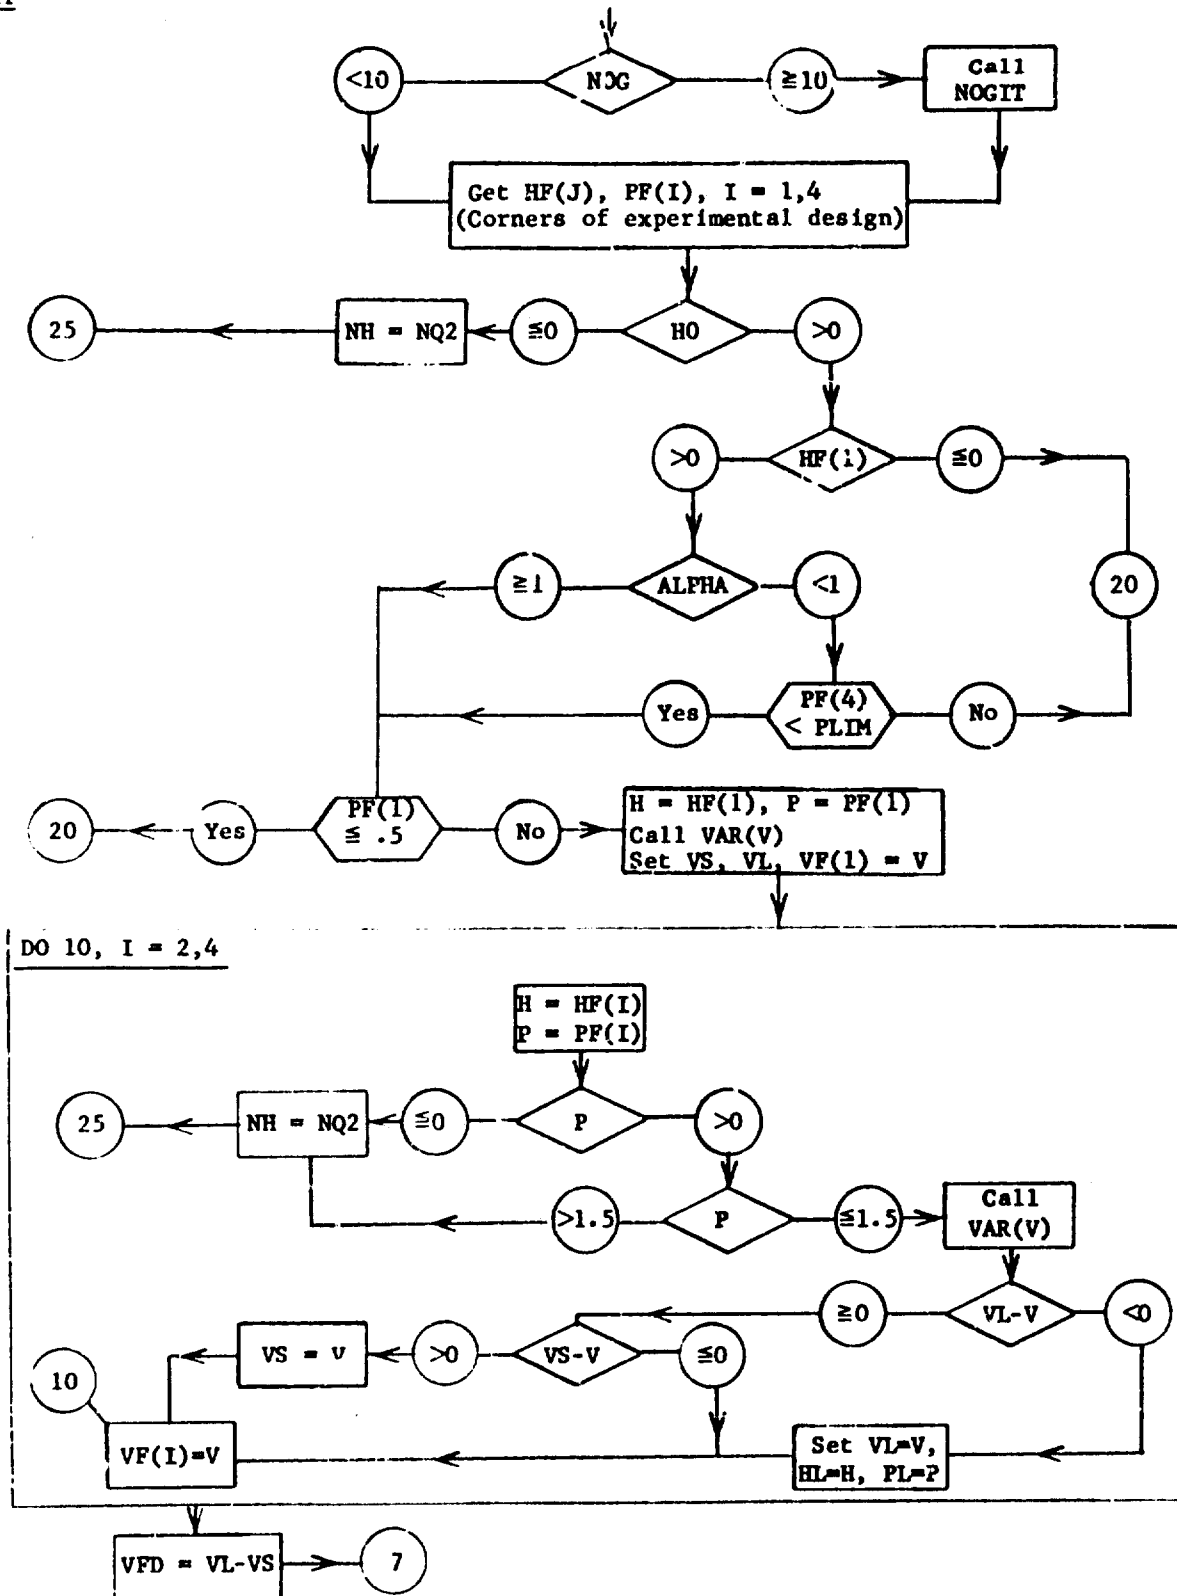 <10
NOG
≧10
Call
NOGIT
Get HF(J), PF(I), I = 1,4
(Corners of experimental design)
25
NH = NQ2
≦0
HO
>0
>0
HF(1)
≦0
≧1
ALPHA
<1
20
Yes
PF(4)
< PLIM
No
20
Yes
PF(1)
≦ .5
No
H = HF(1), P = PF(1)
Call VAR(V)
Set VS, VL, VF(1) = V
DO 10, I = 2,4
H = HF(I)
P = PF(I)
25
NH = NQ2
≦0
P
>0
>1.5
P
≦1.5
Call
VAR(V)
≧0
VL-V
<0
10
VS = V
>0
VS-V
≦0
VF(I)=V
Set VL=V,
HL=H, PL=P
VFD = VL-VS
7